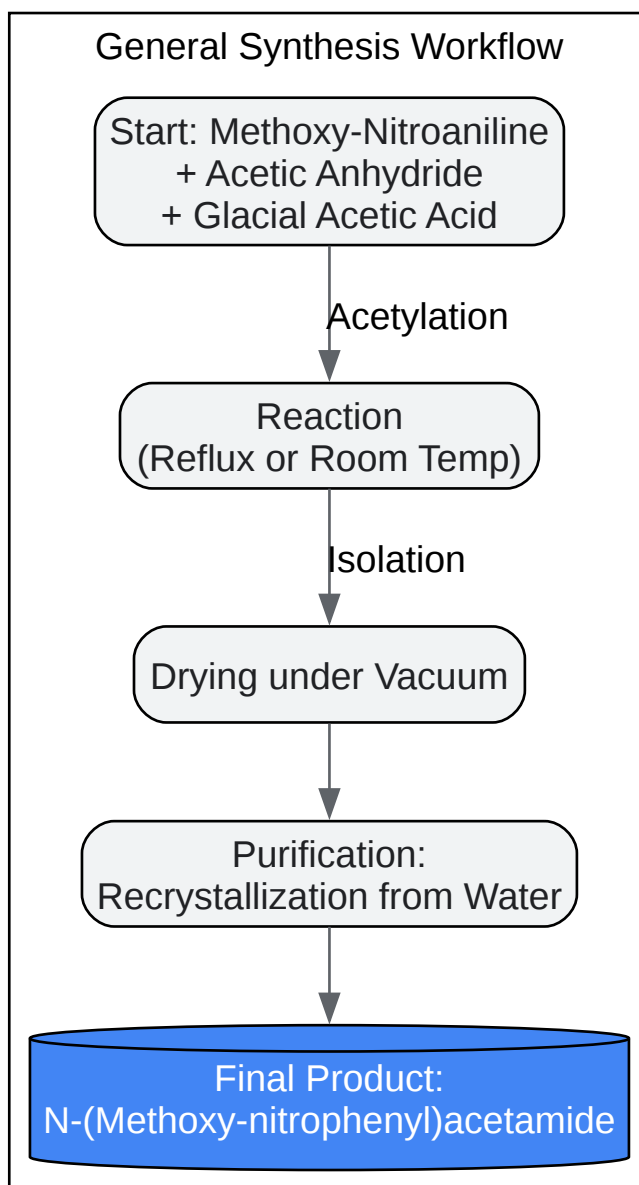 General Synthesis Workflow
Start: Methoxy-Nitroaniline
+ Acetic Anhydride
+ Glacial Acetic Acid
Acetylation
Reaction
(Reflux or Room Temp)
Isolation
Drying under Vacuum
Purification:
Recrystallization from Water
Final Product:
N-(Methoxy-nitrophenyl)acetamide